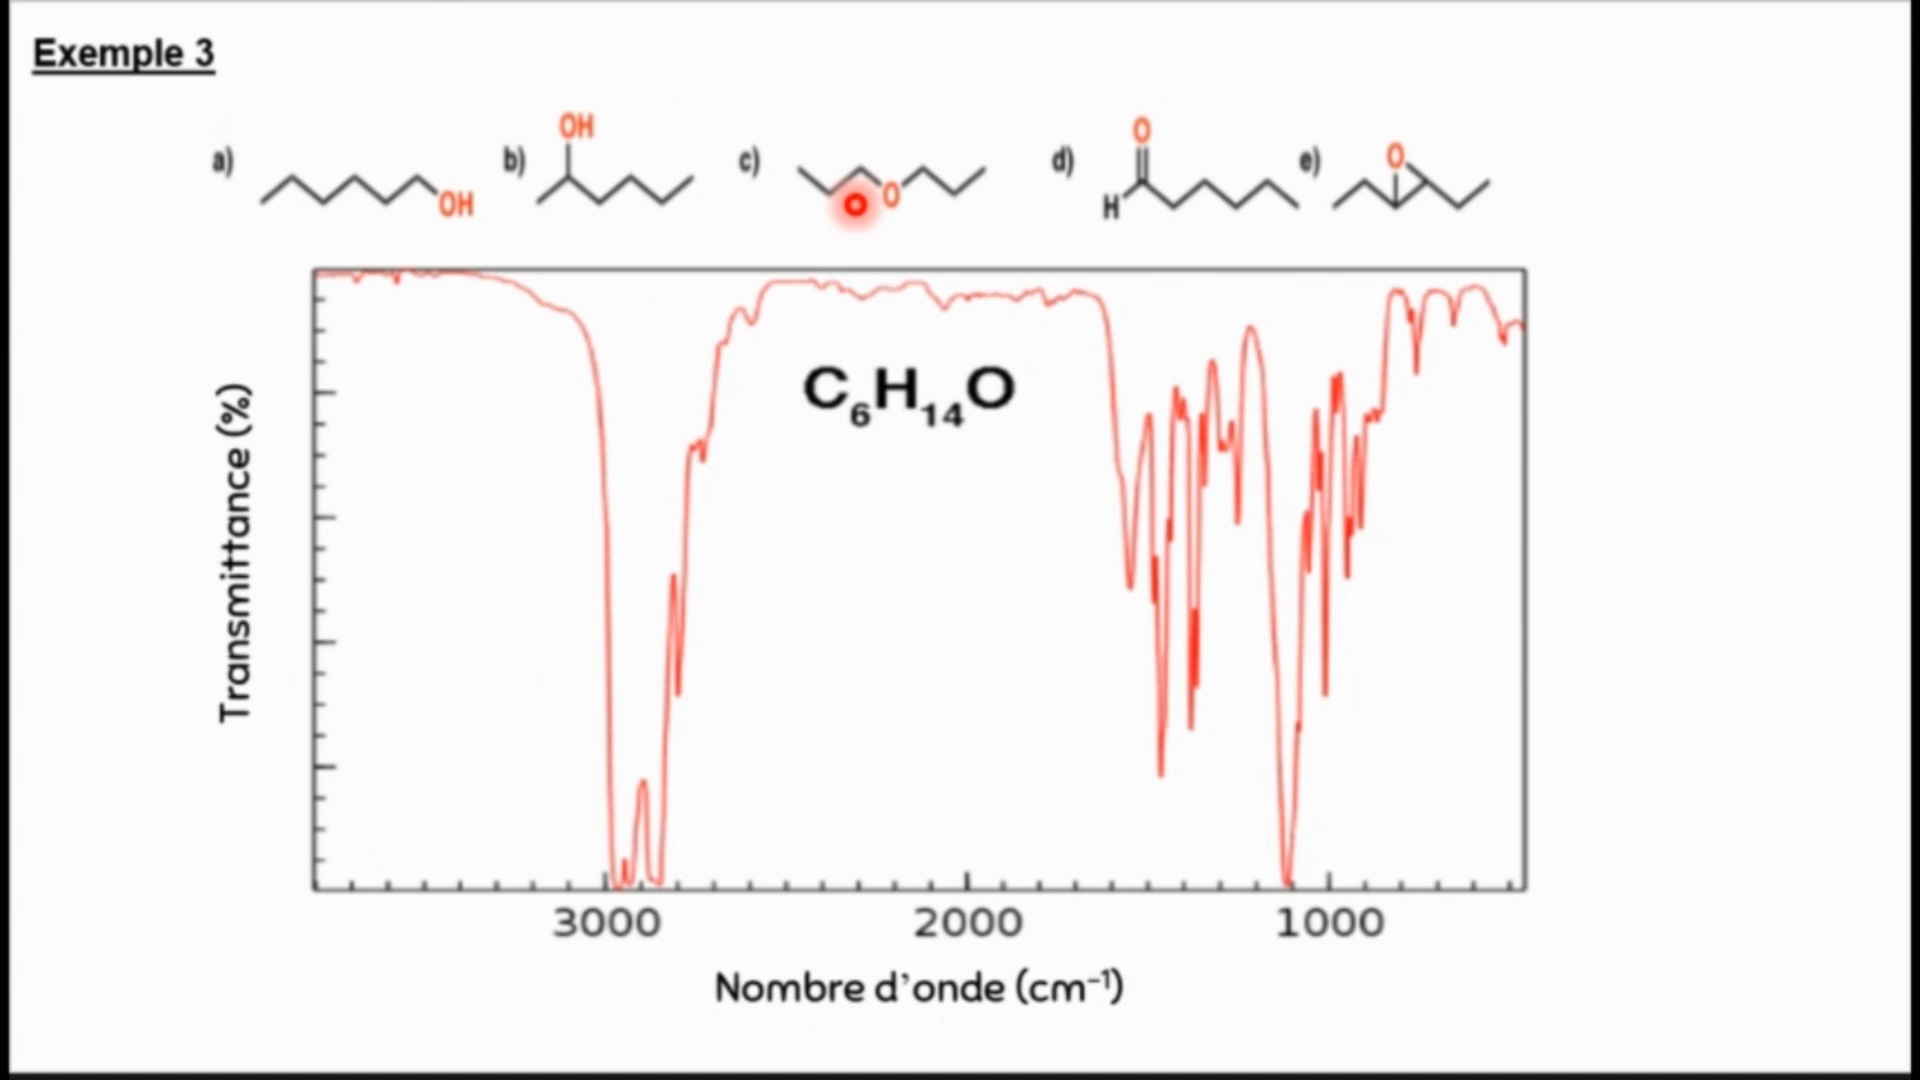 Exemple 3
a) OH b) OH c) O d) O H e) O
C₆H₁₄O
Transmittance (%)
3000 2000 1000
Nombre d'onde (cm⁻¹)